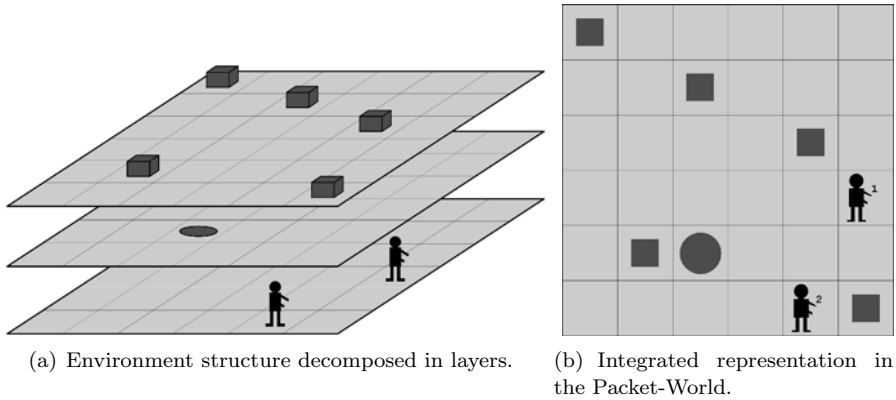 1
2
(a) Environment structure decomposed in layers.
(b) Integrated representation in
the Packet-World.